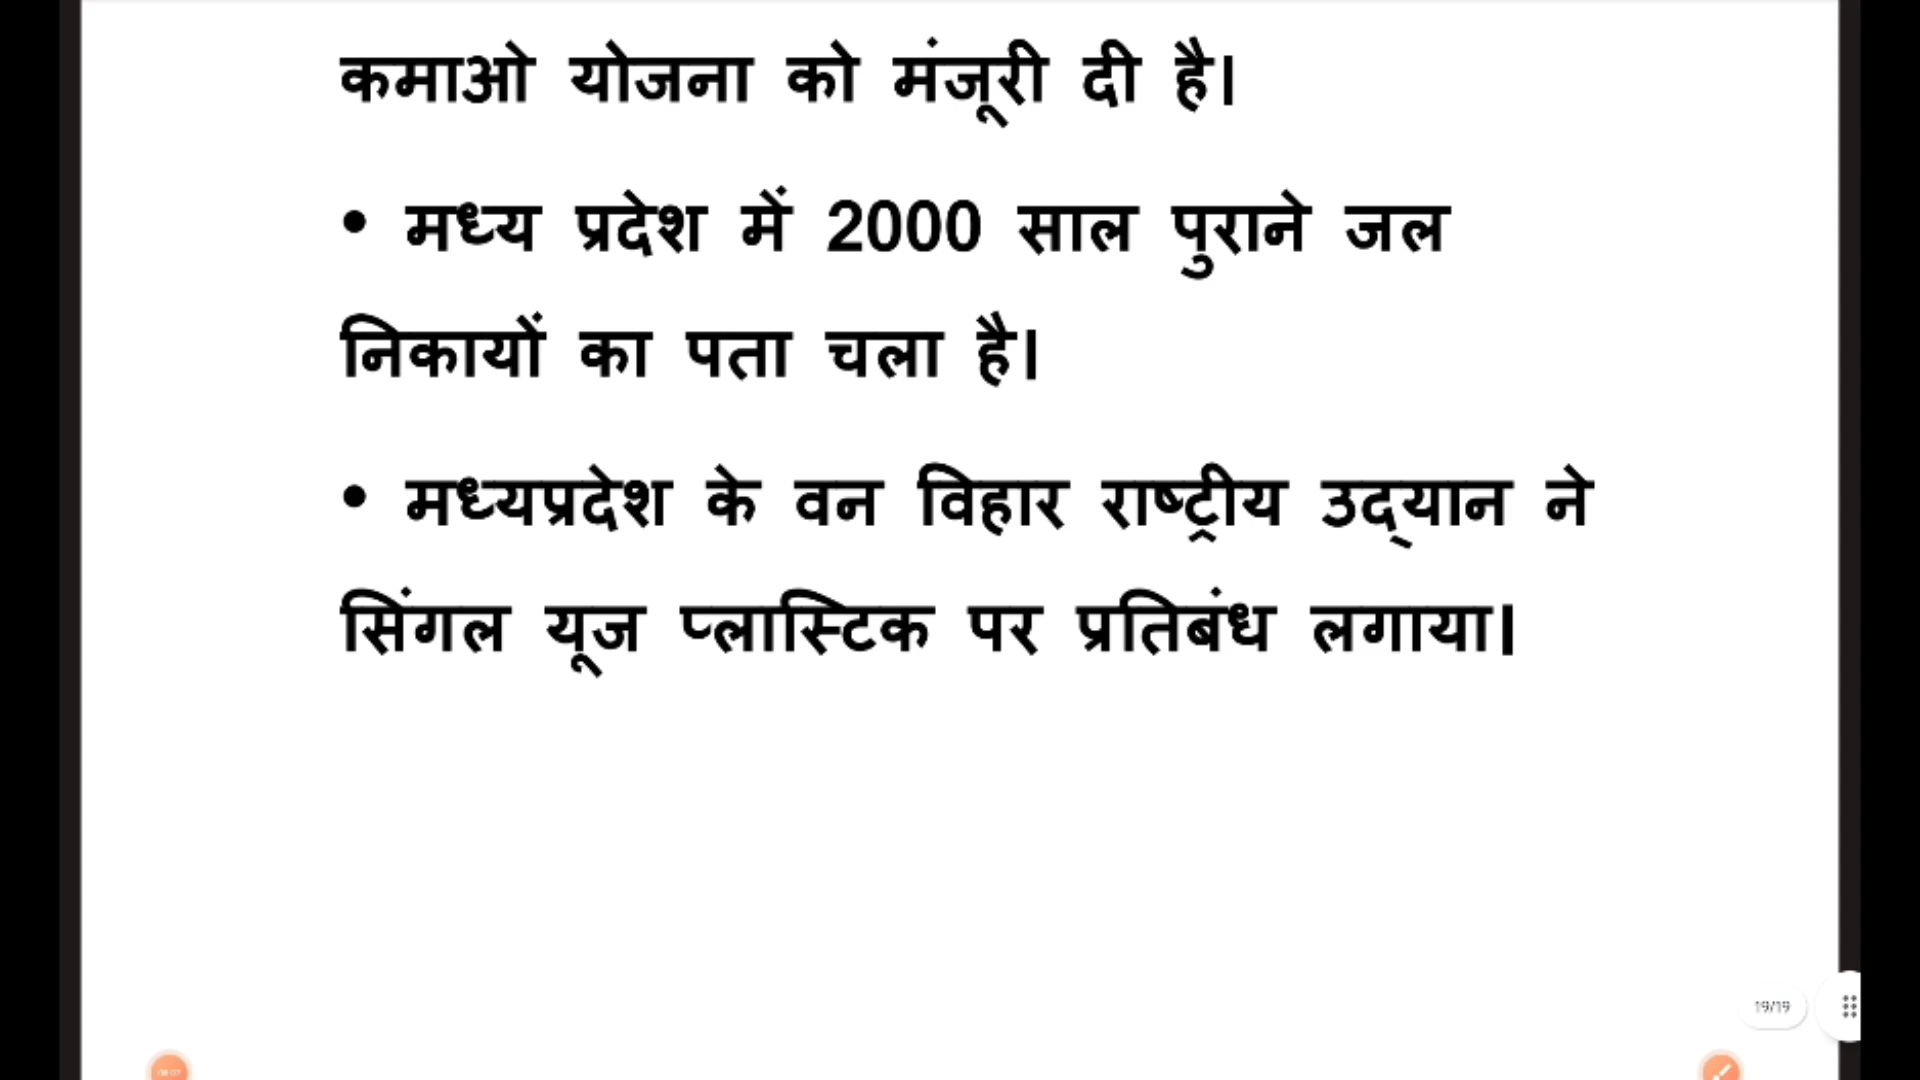 कमाओ योजना को मंजूरी दी है।
• मध्य प्रदेश में 2000 साल पुराने जल
निकायों का पता चला है।
• मध्यप्रदेश के वन विहार राष्ट्रीय उद्यान ने
सिंगल यूज प्लास्टिक पर प्रतिबंध लगाया।
19/19